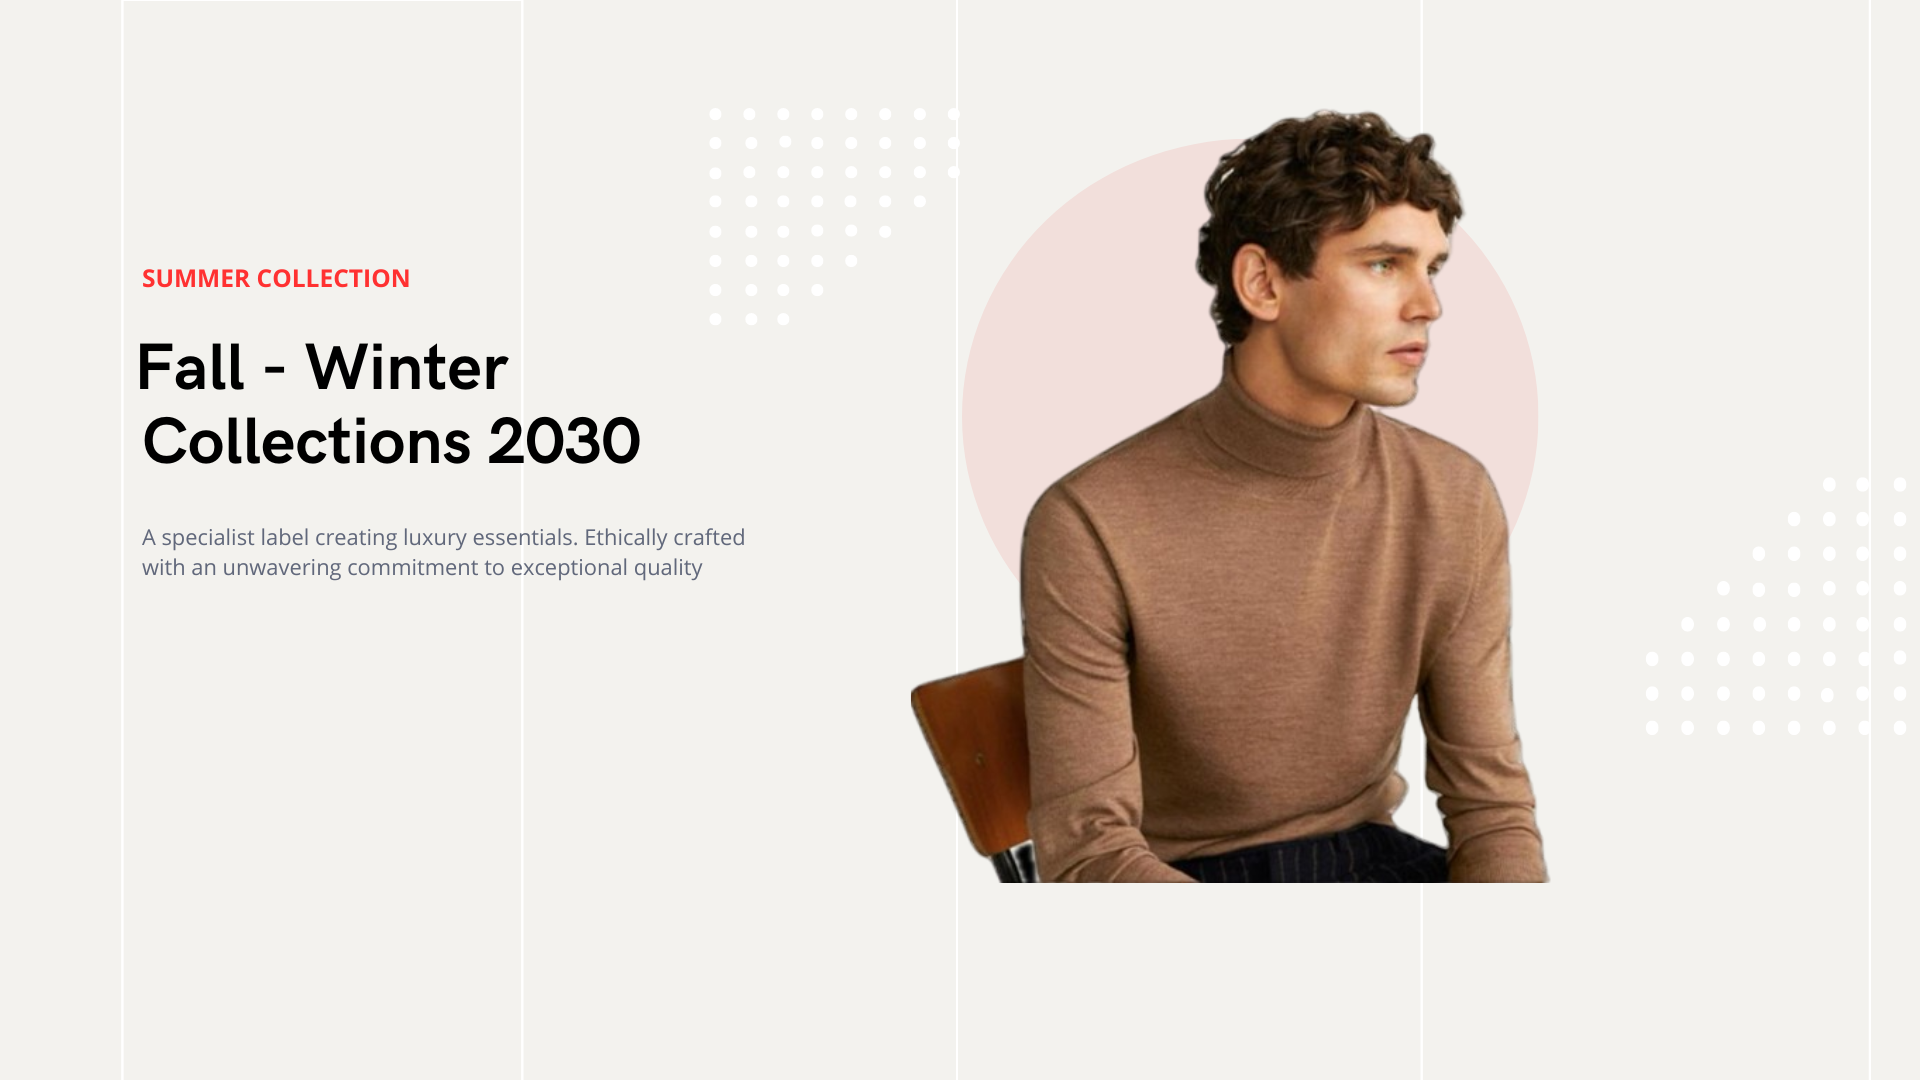 SUMMER COLLECTION
Fall - Winter
Collections 2030
A specialist label creating luxury essentials. Ethically crafted
with an unwavering commitment to exceptional quality